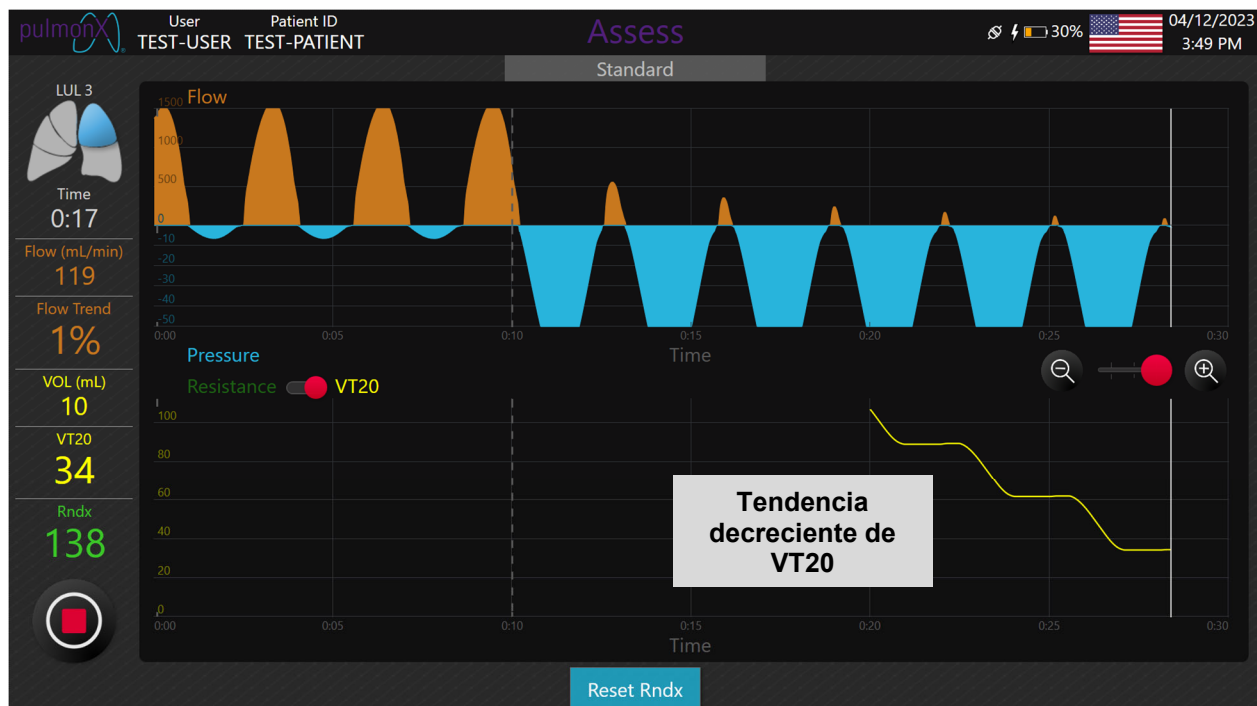 pulmonx
User
TEST-USER
Patient ID
TEST-PATIENT
Assess
30%
04/12/2023
3:49 PM
Standard
LUL 3
Time
0:17
Flow (mL/min)
119
Flow Trend
1%
VOL (mL)
10
VT20
34
Rndx
138
Flow
1500
1000
500
0
-10
-20
-30
-40
-50
0:00
0:05
0:10
0:15
0:20
0:25
0:30
Pressure
Time
Resistance
VT20
100
80
60
40
20
0
Tendencia
decreciente de
VT20
0:00
0:05
0:10
0:15
0:20
0:25
0:30
Time
Reset Rndx